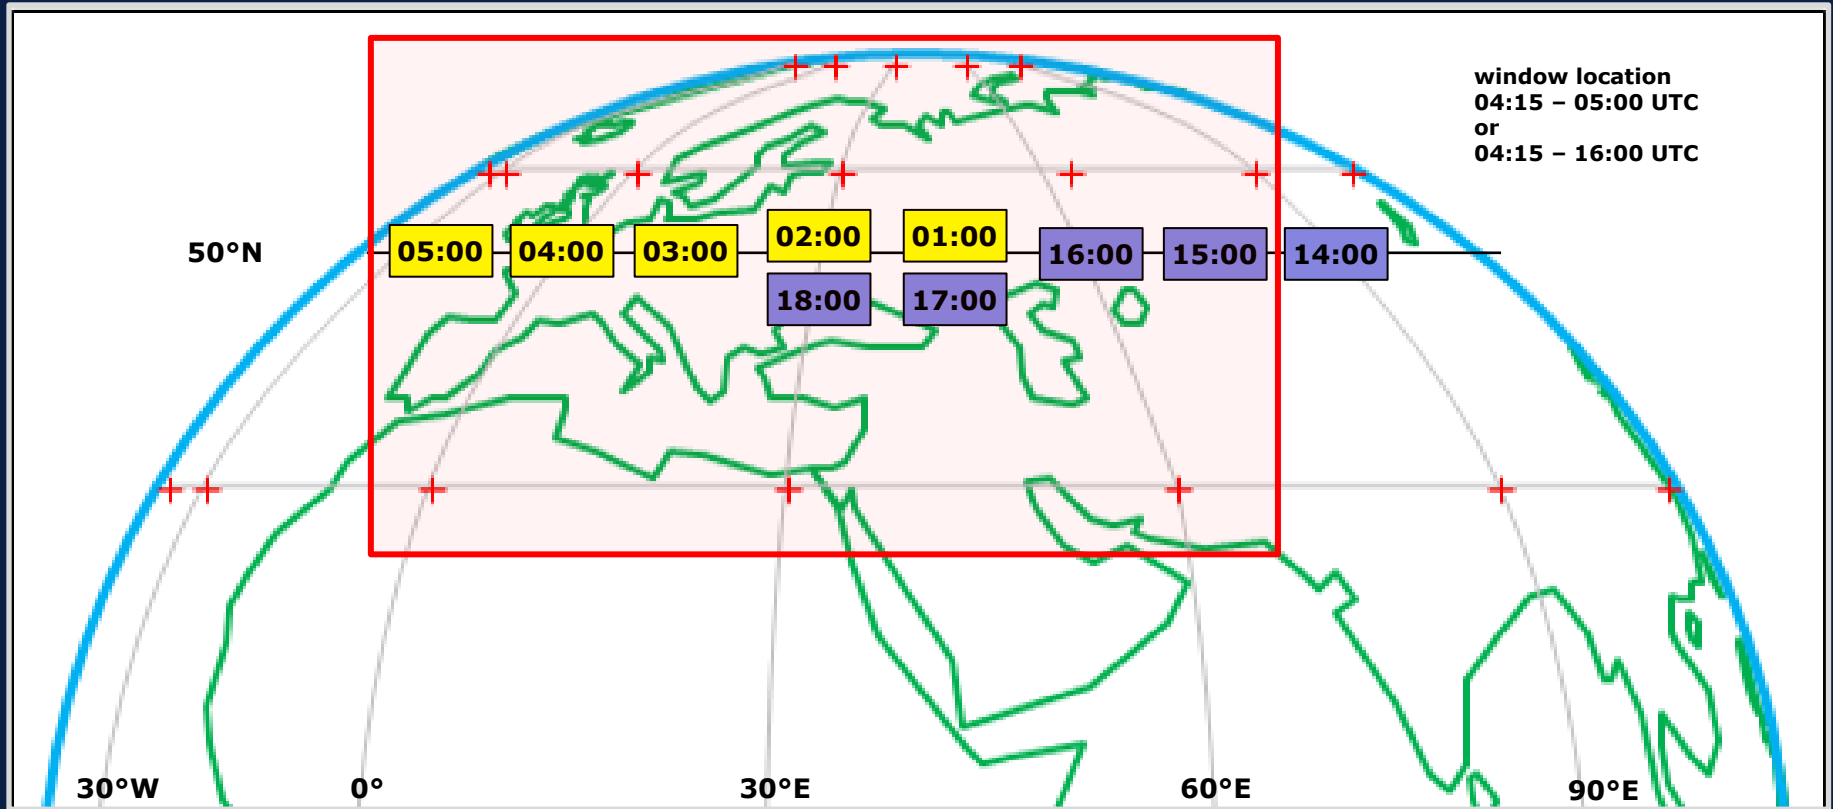 window location
04:15 – 05:00 UTC
or
04:15 – 16:00 UTC
50°N
05:00
04:00
03:00
02:00
01:00
16:00
15:00
14:00
18:00
17:00
30°W
0°
30°E
60°E
90°E